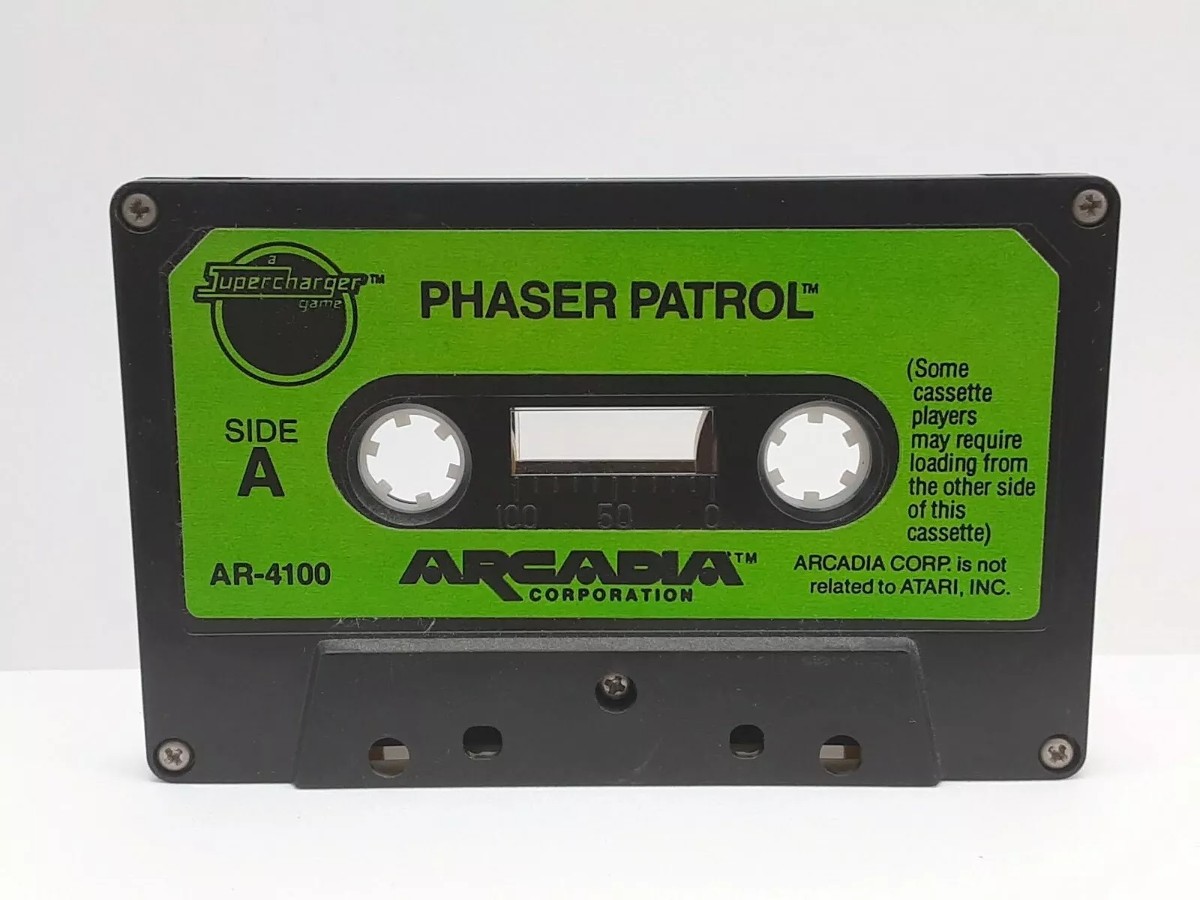 a
Supercharger™
game
PHASER PATROL™
SIDE
A
(Some
cassette
players
may require
loading from
the other side
of this
cassette)
100 50 0
AR-4100
ARCADIA™
CORPORATION
ARCADIA CORP. is not
related to ATARI, INC.